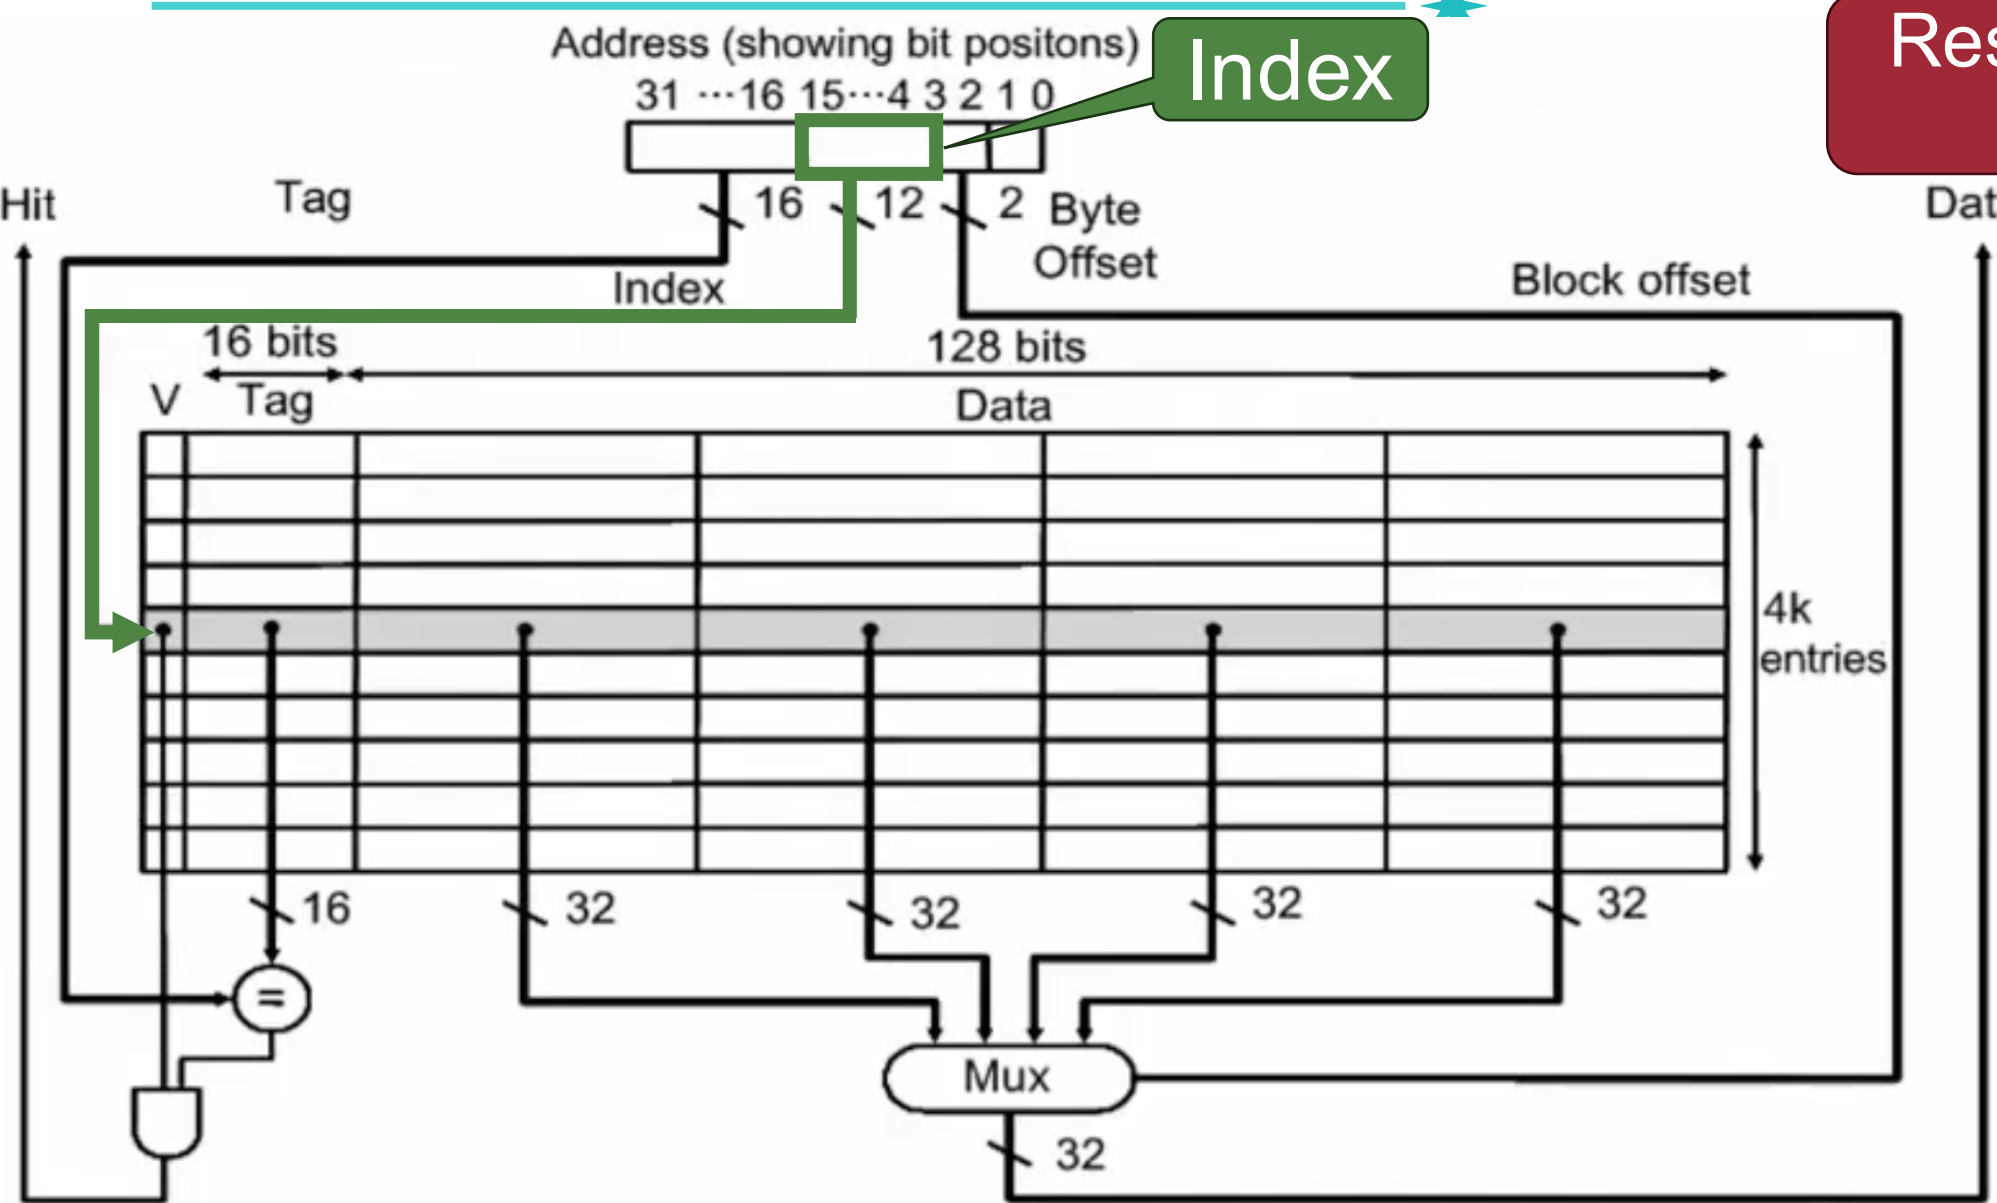 Address (showing bit positons)
Index
Res
31 ···16 15···4 3 2 1 0
Hit
Tag
16
12
2
Byte
Offset
Dat
Index
Block offset
16 bits
128 bits
V
Tag
Data
4k
entries
16
32
32
32
32
=
Mux
32